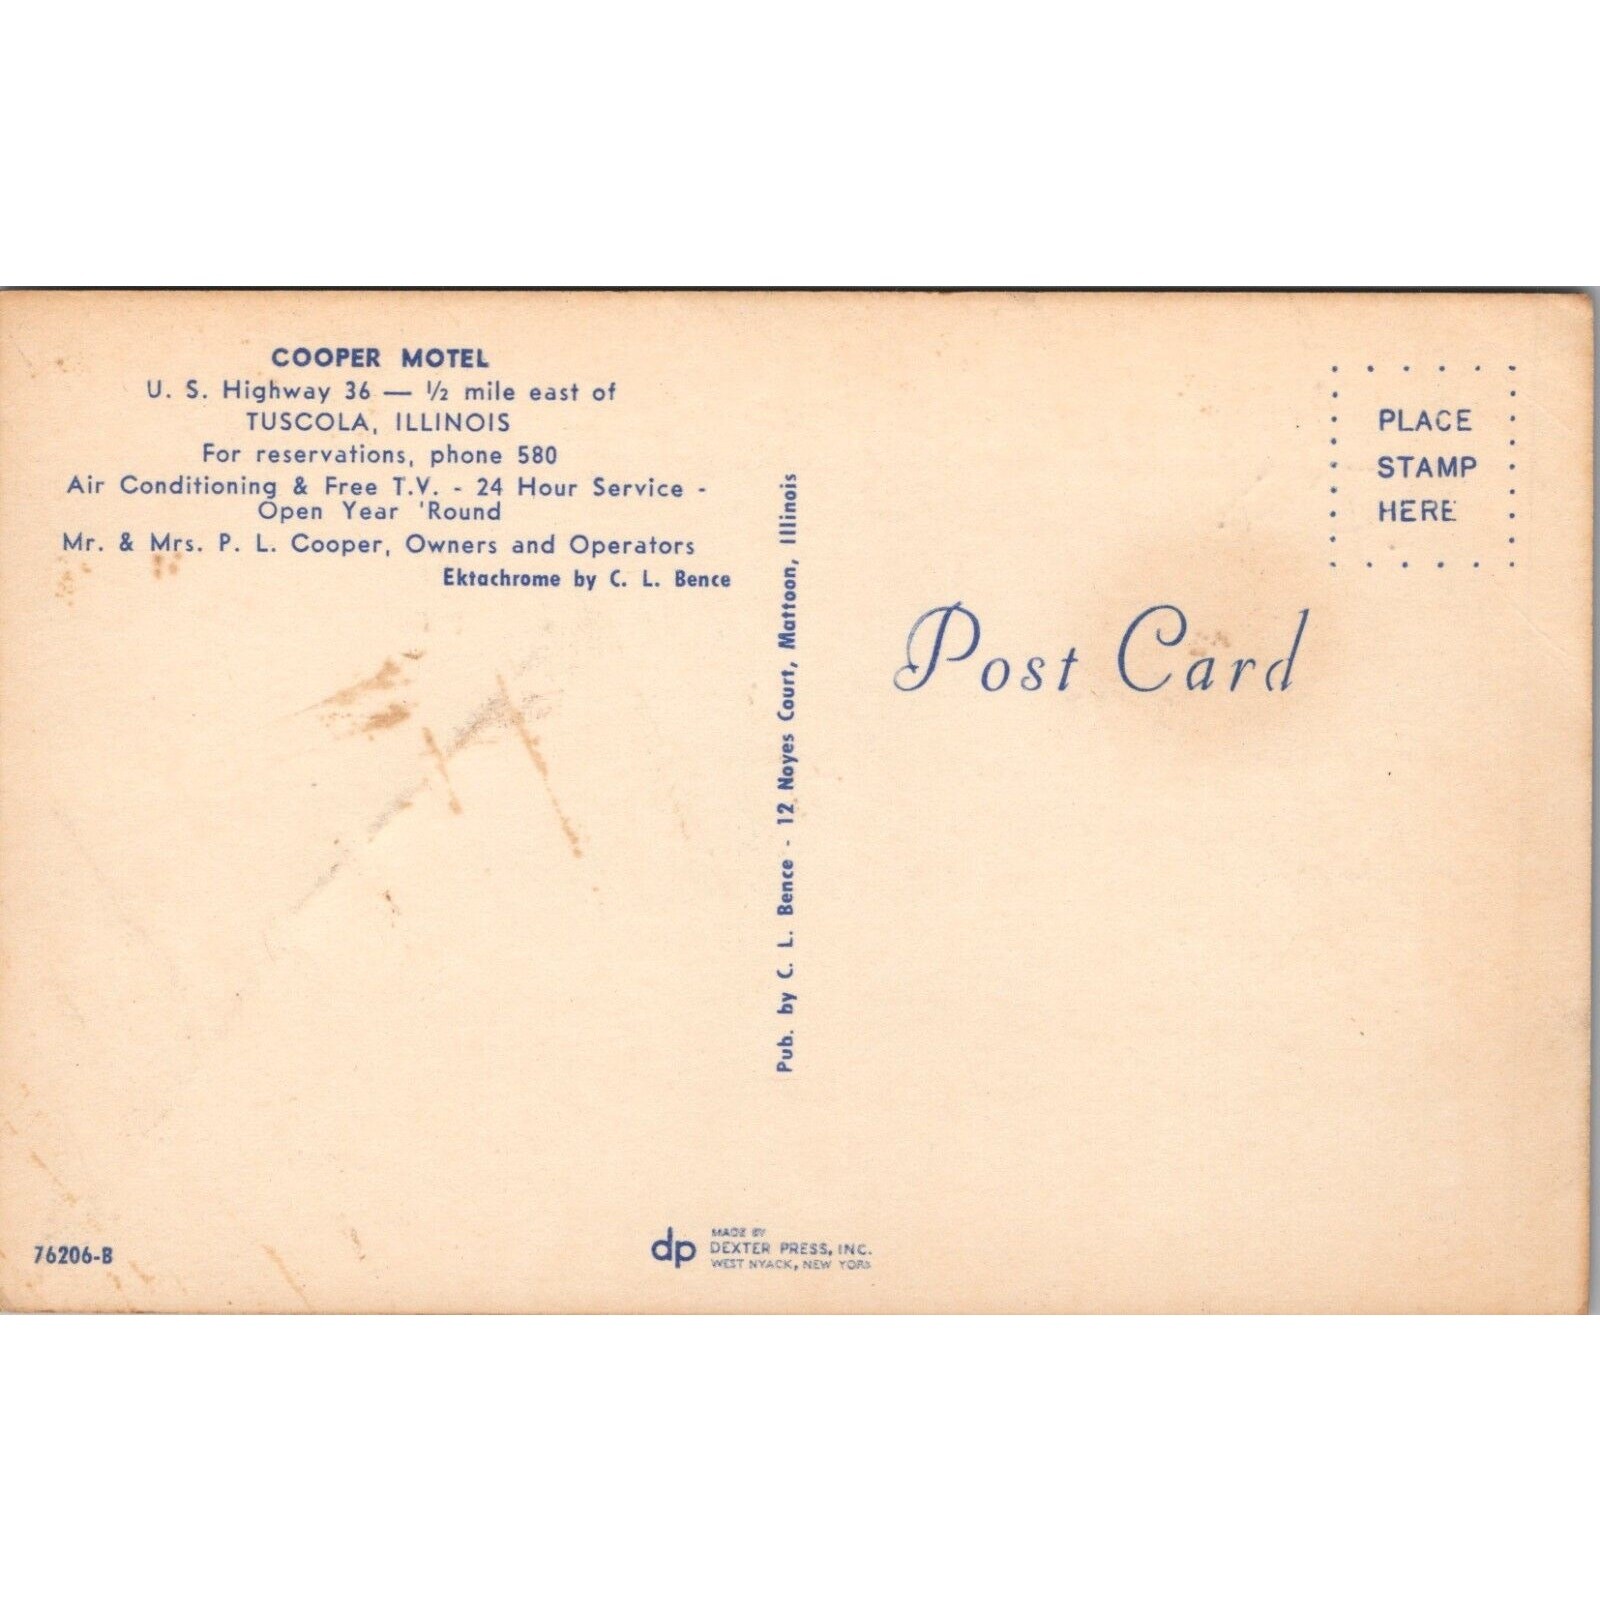 COOPER MOTEL
U. S. Highway 36 — ½ mile east of
TUSCOLA, ILLINOIS
For reservations, phone 580
Air Conditioning & Free T.V. - 24 Hour Service -
Open Year 'Round
Mr. & Mrs. P. L. Cooper, Owners and Operators
Ektachrome by C. L. Bence
76206-B
Pub. by C. L. Bence - 12 Noyes Court, Mattoon, Illinois
dp
MADE BY
DEXTER PRESS, INC.
WEST NYACK, NEW YORK
PLACE
STAMP
HERE
Post Card